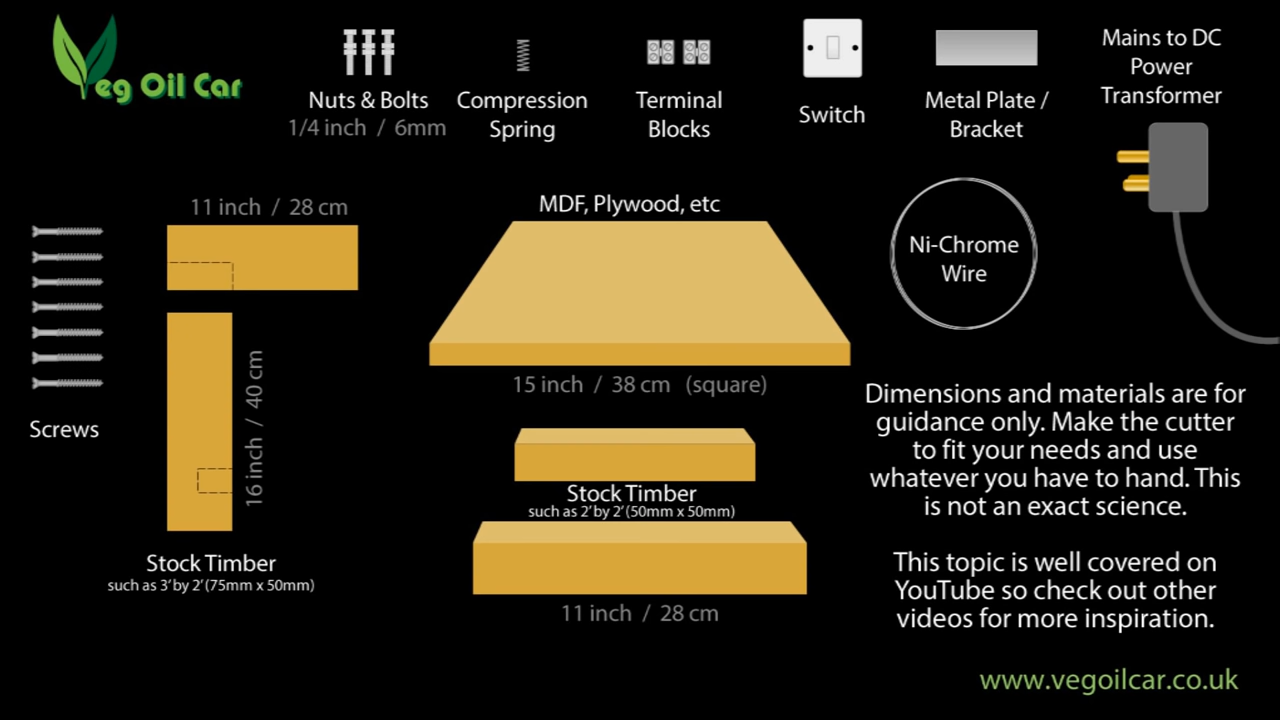 Veg Oil Car
Nuts & Bolts
1/4 inch / 6mm
Compression
Spring
Terminal
Blocks
Switch
Metal Plate /
Bracket
Mains to DC
Power
Transformer
11 inch / 28 cm
MDF, Plywood, etc
Ni-Chrome
Wire
Screws
16 inch / 40 cm
15 inch / 38 cm (square)
Stock Timber
such as 2' by 2' (50mm x 50mm)
Stock Timber
such as 3' by 2' (75mm x 50mm)
11 inch / 28 cm
Dimensions and materials are for
guidance only. Make the cutter
to fit your needs and use
whatever you have to hand. This
is not an exact science.
This topic is well covered on
YouTube so check out other
videos for more inspiration.
www.vegoilcar.co.uk